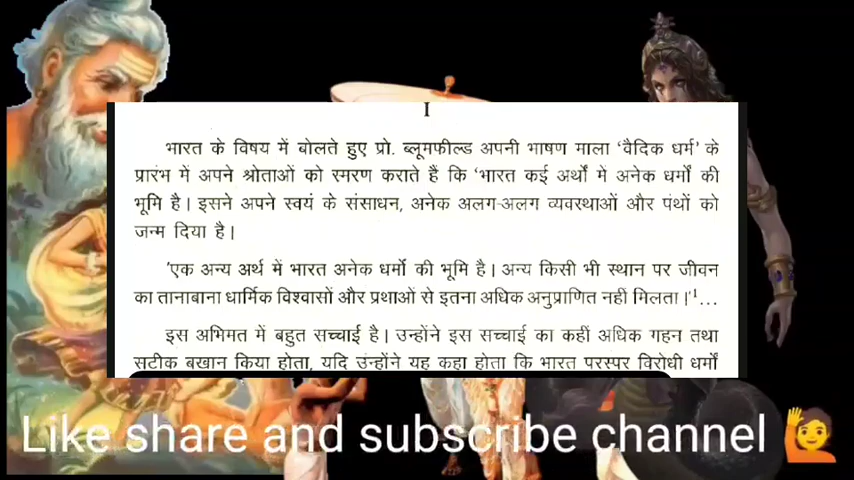 I
भारत के विषय में बोलते हुए प्रो. ब्लूमफील्ड अपनी भाषण माला 'वैदिक धर्म' के
प्रारंभ में अपने श्रोताओं को स्मरण कराते हैं कि 'भारत कई अर्थों में अनेक धर्मों की
भूमि है। इसने अपने स्वयं के संसाधन, अनेक अलग-अलग व्यवस्थाओं और पंथों को
जन्म दिया है।
'एक अन्य अर्थ में भारत अनेक धर्मो की भूमि है। अन्य किसी भी स्थान पर जीवन
का तानाबाना धार्मिक विश्वासों और प्रथाओं से इतना अधिक अनुप्राणित नहीं मिलता।'1...
इस अभिमत में बहुत सच्चाई है। उन्होंने इस सच्चाई का कहीं अधिक गहन तथा
सटीक बखान किया होता, यदि उन्होंने यह कहा होता कि भारत परस्पर विरोधी धर्मों
Like share and subscribe channel 🙋